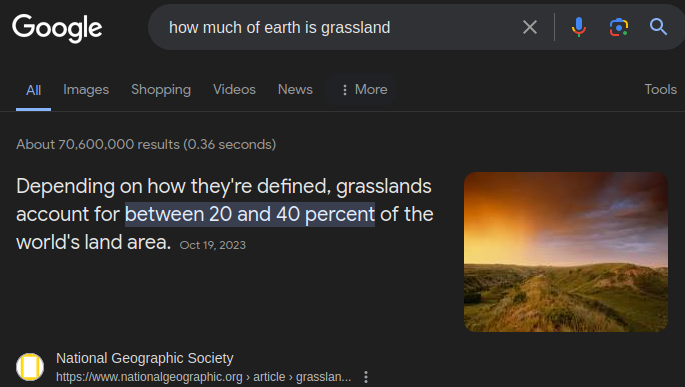 Google
how much of earth is grassland
All Images Shopping Videos News More Tools
About 70,600,000 results (0.36 seconds)
Depending on how they're defined, grasslands
account for between 20 and 40 percent of the
world's land area. Oct 19, 2023
National Geographic Society
https://www.nationalgeographic.org › article › grasslan...